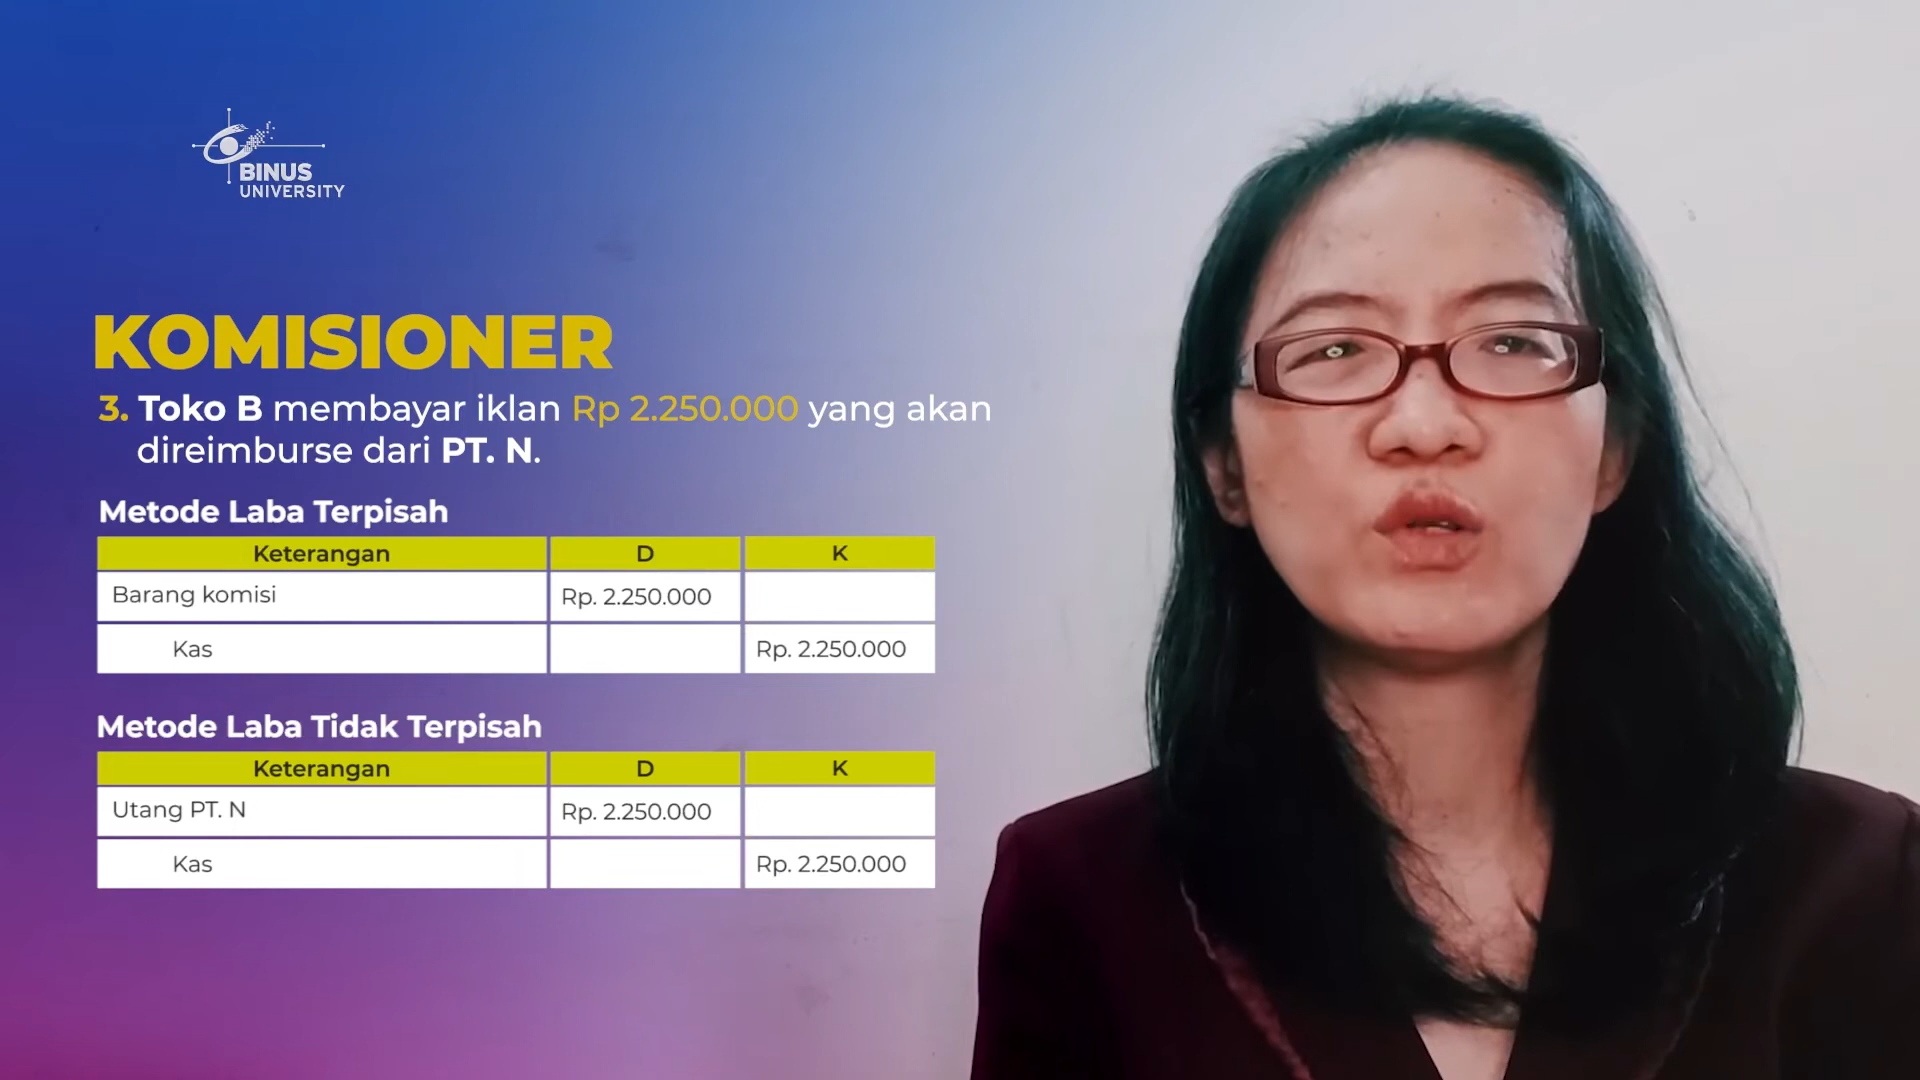 BINUS
UNIVERSITY
KOMISIONER
3. Toko B membayar iklan Rp 2.250.000 yang akan
direimburse dari PT. N.
Metode Laba Terpisah
Keterangan D K
Barang komisi Rp. 2.250.000
Kas Rp. 2.250.000
Metode Laba Tidak Terpisah
Keterangan D K
Utang PT. N Rp. 2.250.000
Kas Rp. 2.250.000